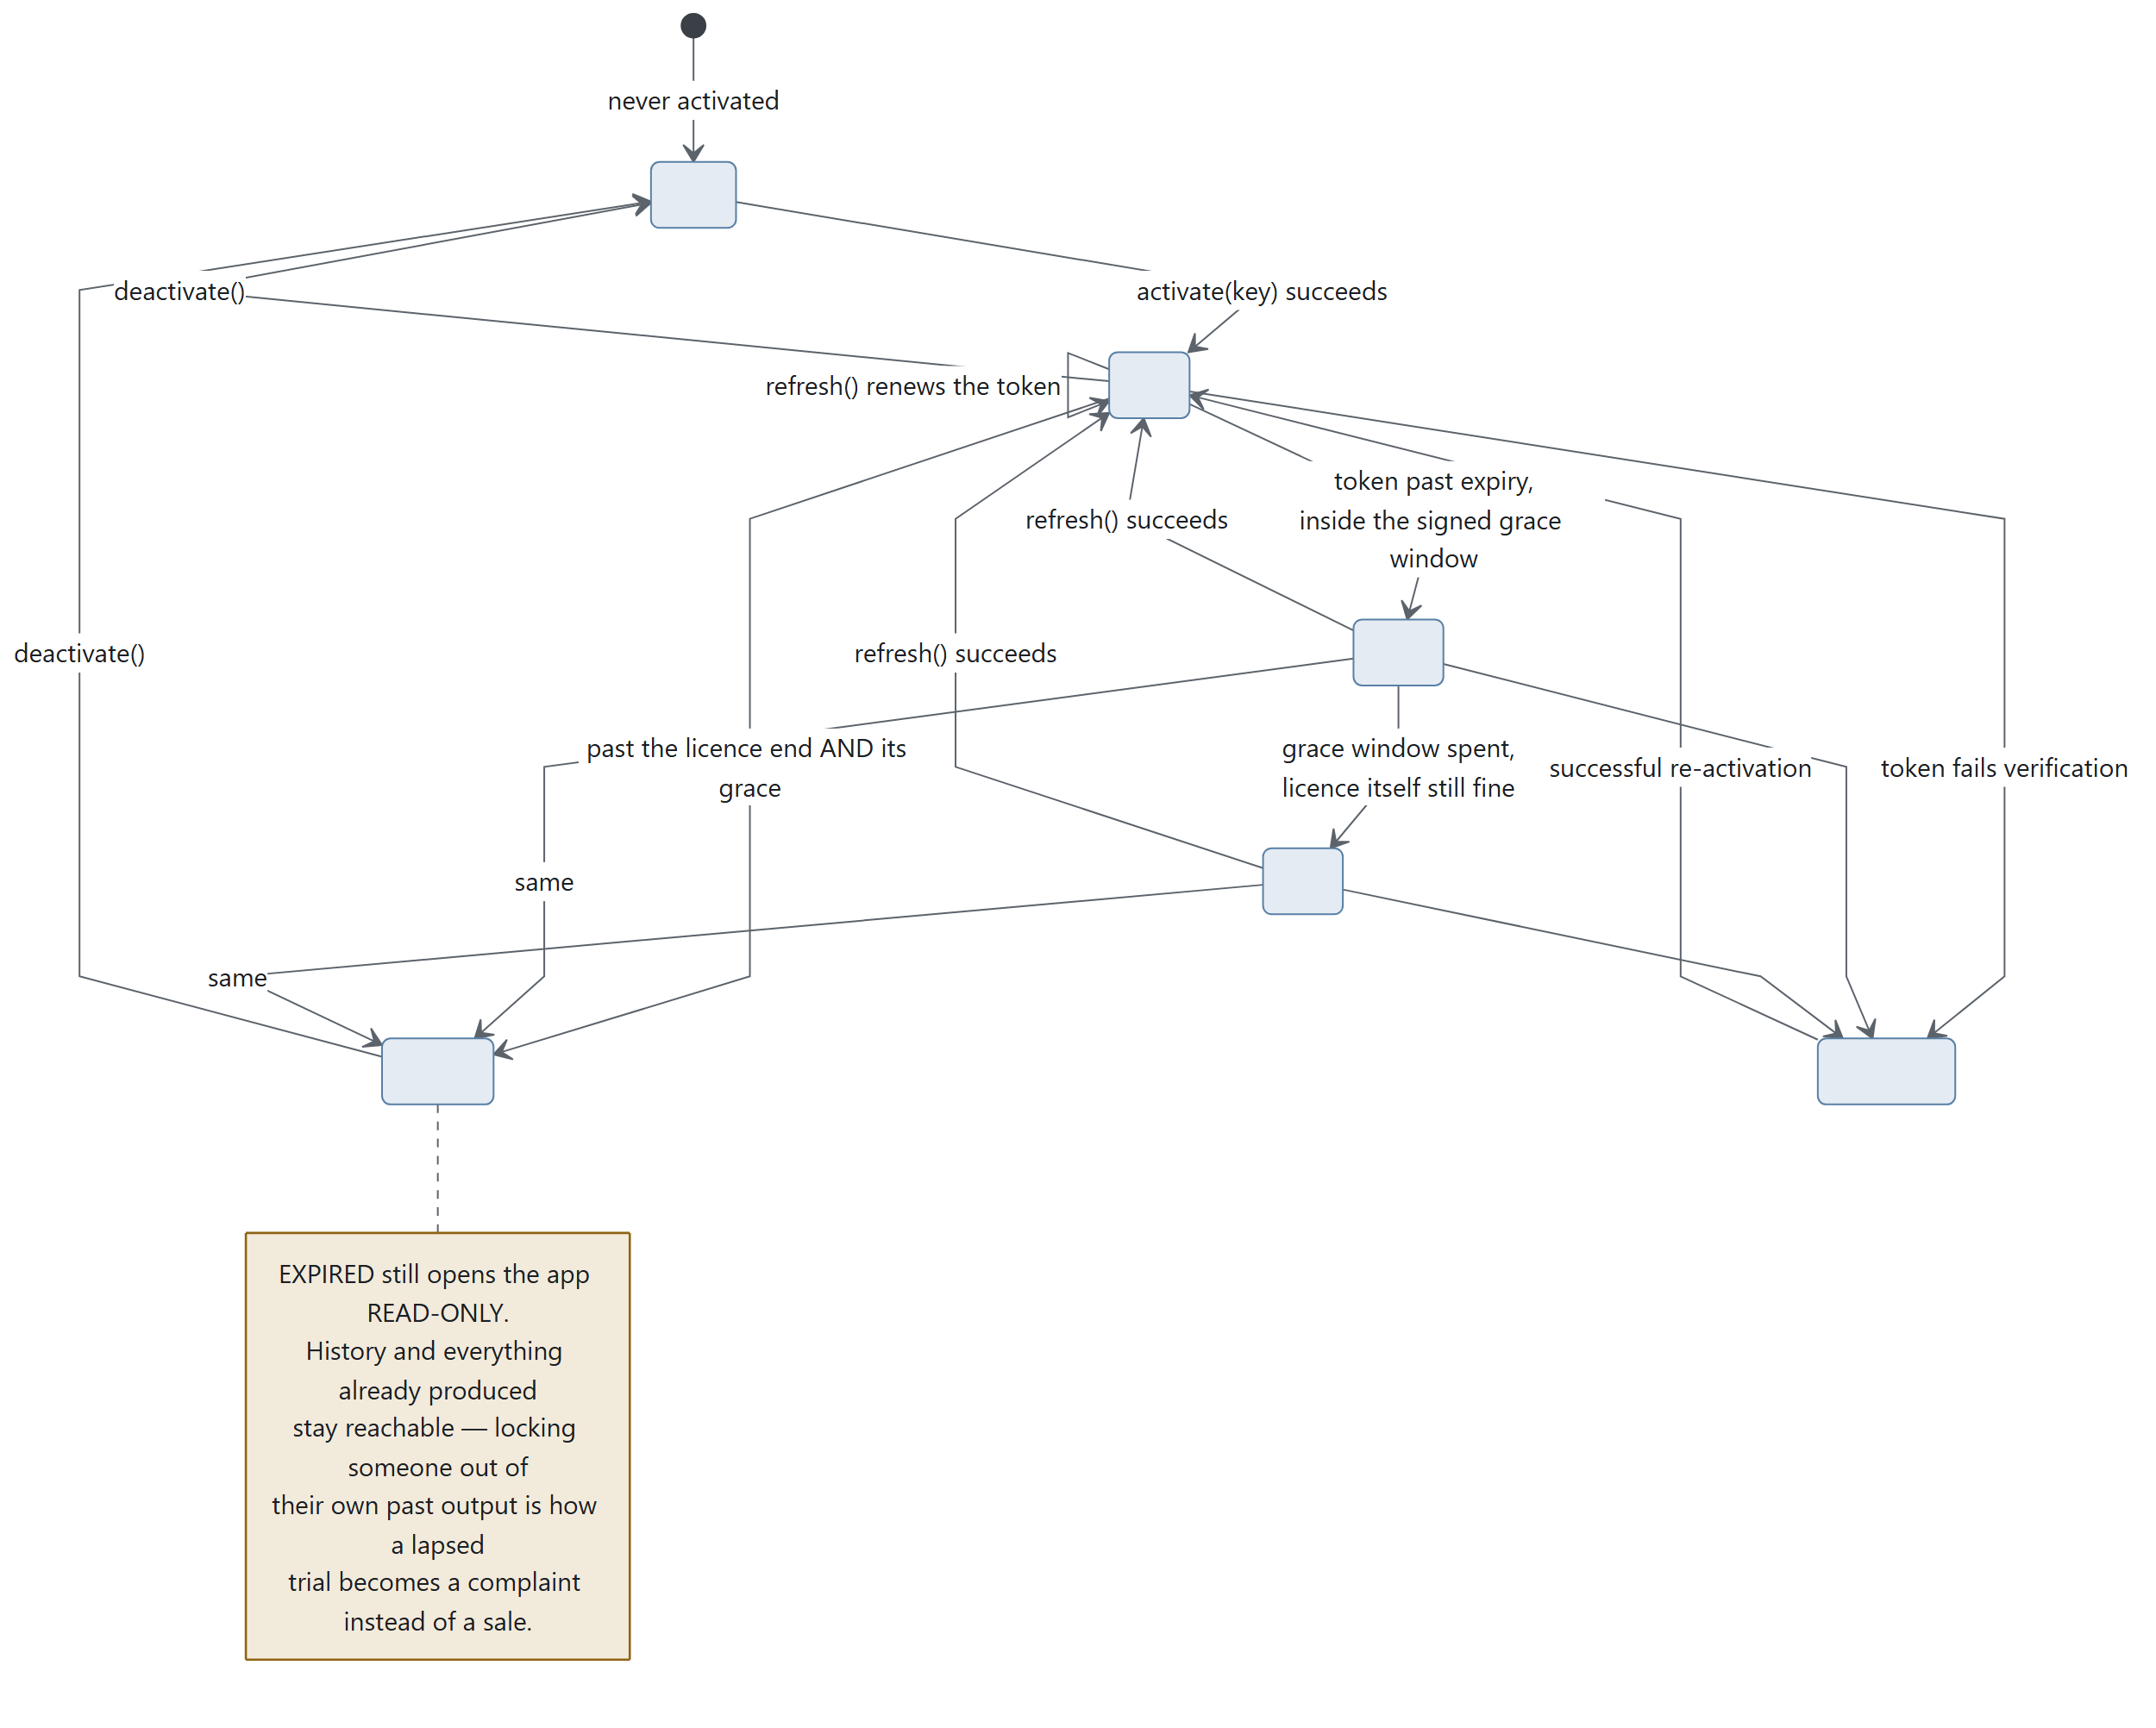 never activated
deactivate()
activate(key) succeeds
refresh() renews the token
token past expiry,
inside the signed grace
window
refresh() succeeds
deactivate()
refresh() succeeds
past the licence end AND its
grace
grace window spent,
licence itself still fine
successful re-activation
token fails verification
same
same
EXPIRED still opens the app
READ-ONLY.
History and everything
already produced
stay reachable — locking
someone out of
their own past output is how
a lapsed
trial becomes a complaint
instead of a sale.